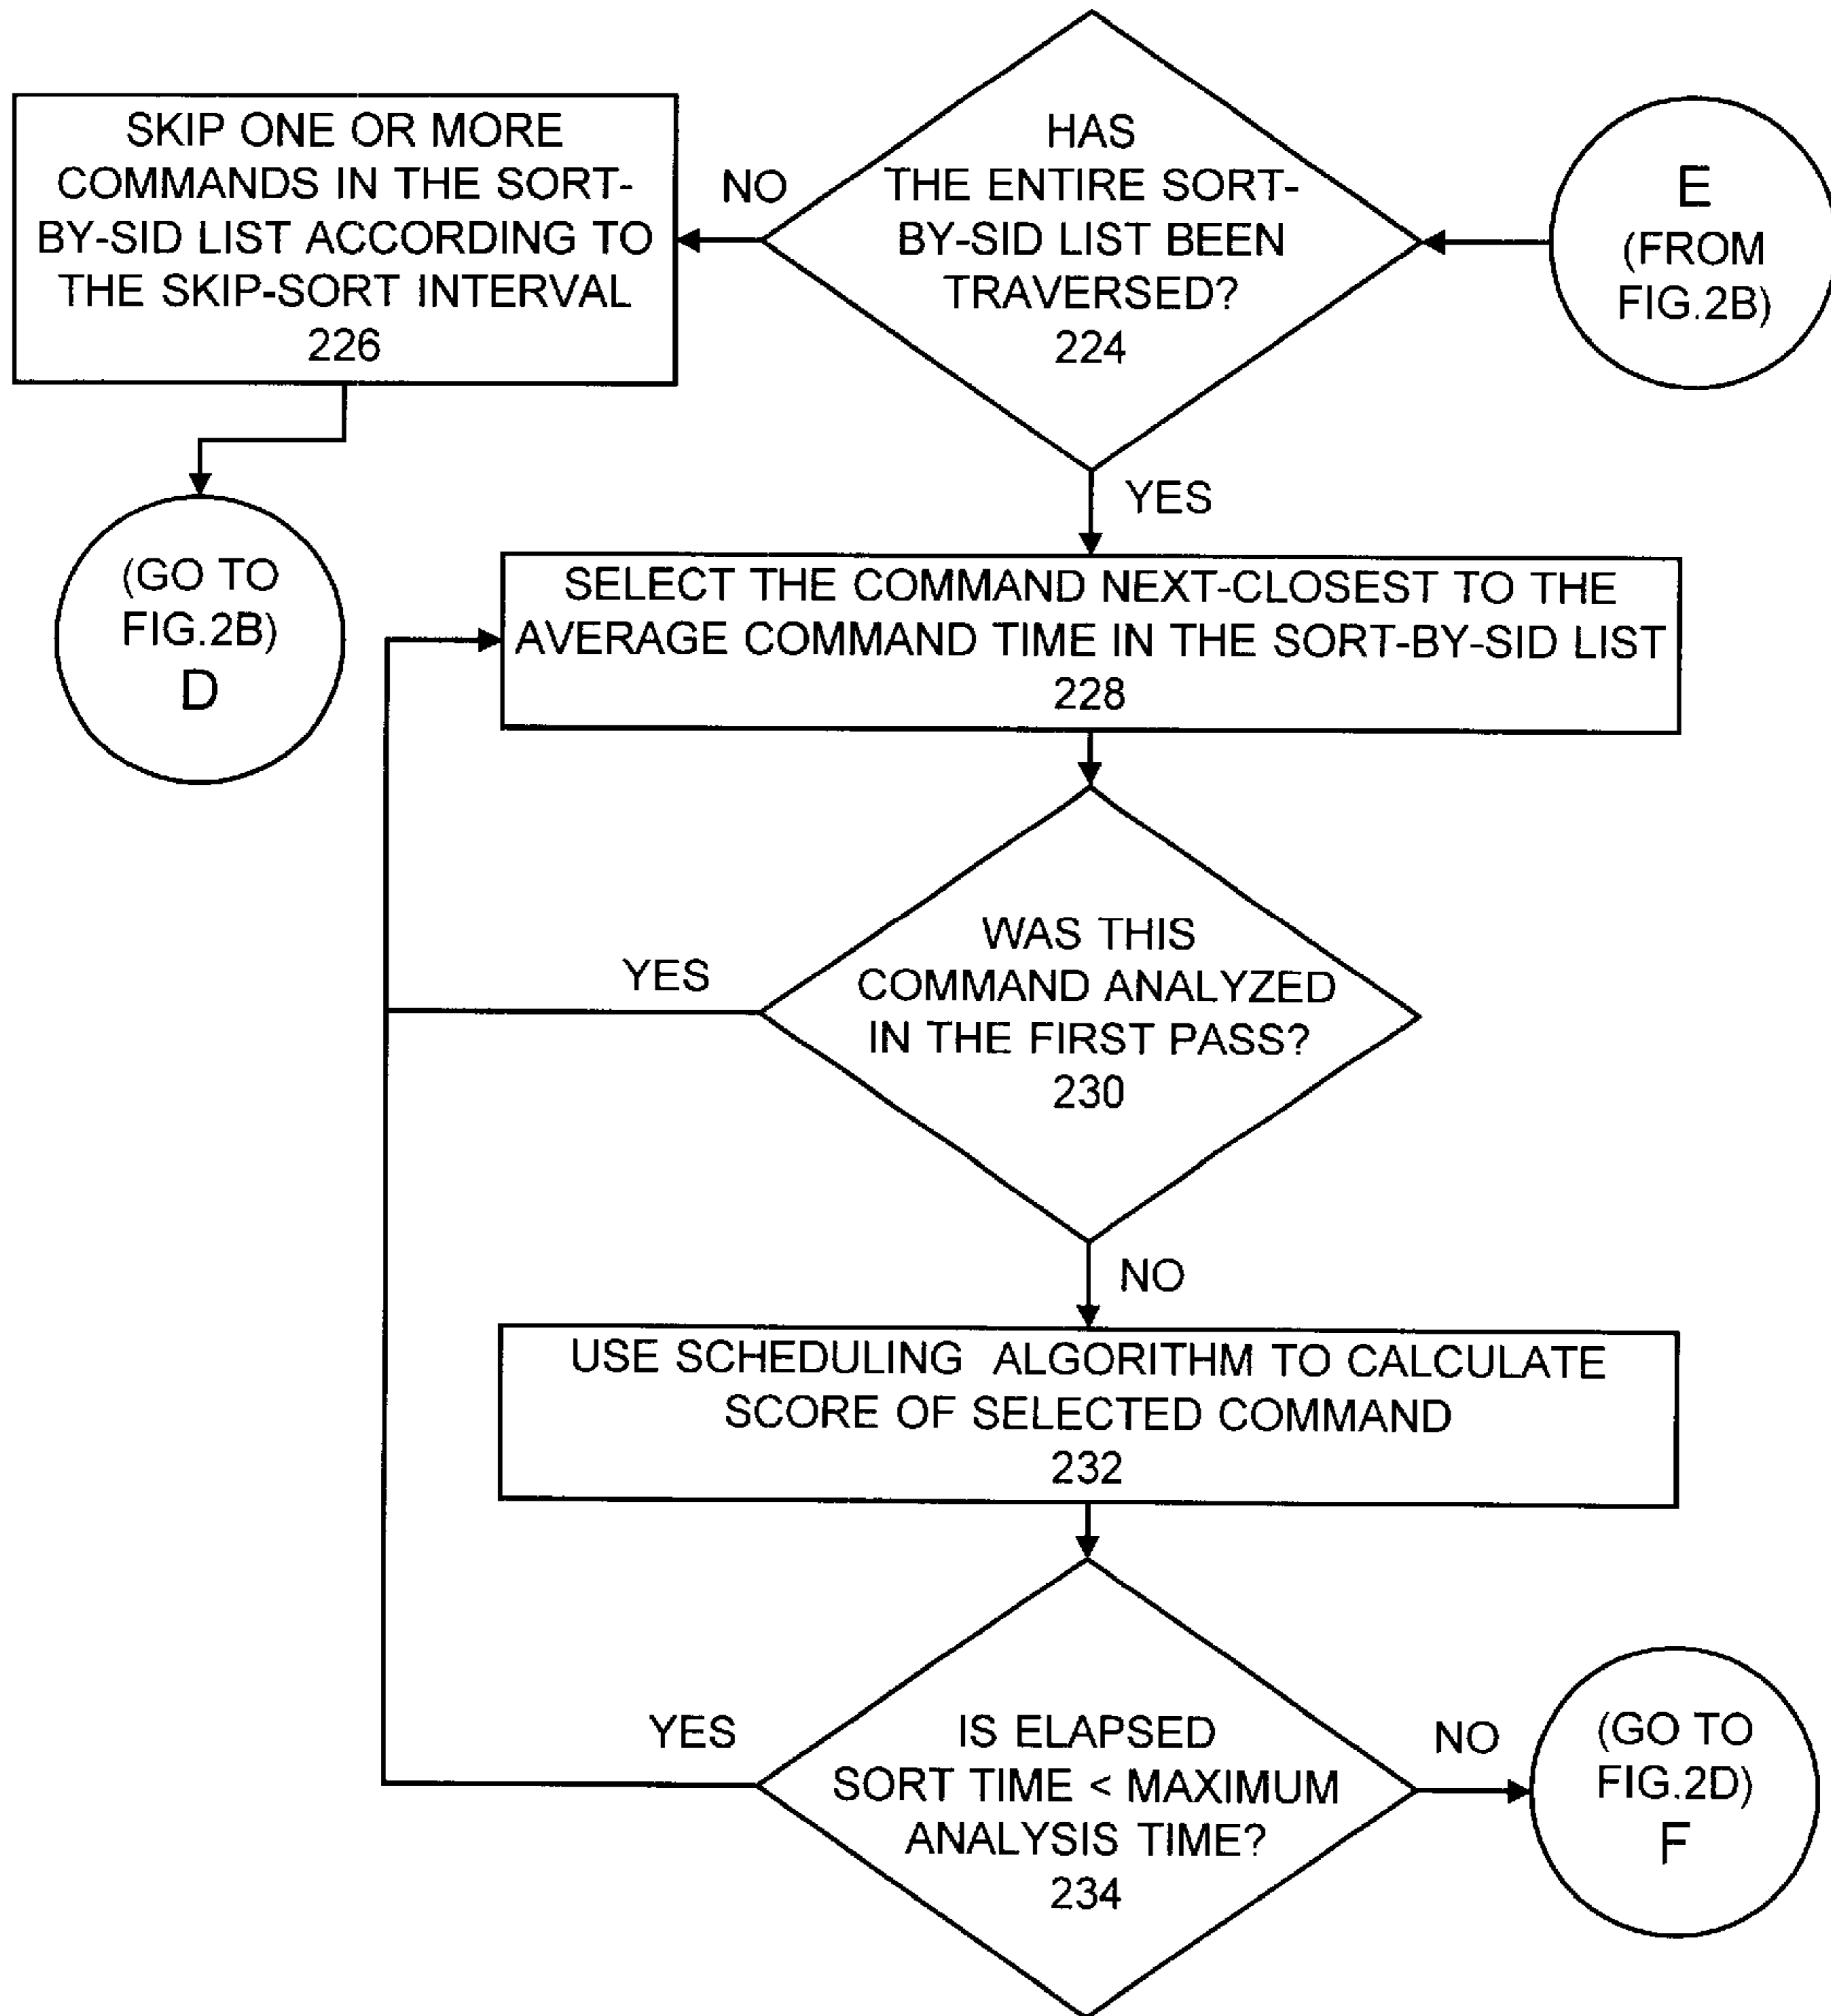 E
(FROM
FIG.2B)
HAS
THE ENTIRE SORT-
BY-SID LIST BEEN
TRAVERSED?
224
NO
SKIP ONE OR MORE
COMMANDS IN THE SORT-
BY-SID LIST ACCORDING TO
THE SKIP-SORT INTERVAL
226
(GO TO
FIG.2B)
D
YES
SELECT THE COMMAND NEXT-CLOSEST TO THE
AVERAGE COMMAND TIME IN THE SORT-BY-SID LIST
228
WAS THIS
COMMAND ANALYZED
IN THE FIRST PASS?
230
YES
NO
USE SCHEDULING ALGORITHM TO CALCULATE
SCORE OF SELECTED COMMAND
232
IS ELAPSED
SORT TIME < MAXIMUM
ANALYSIS TIME?
234
YES
NO
(GO TO
FIG.2D)
F